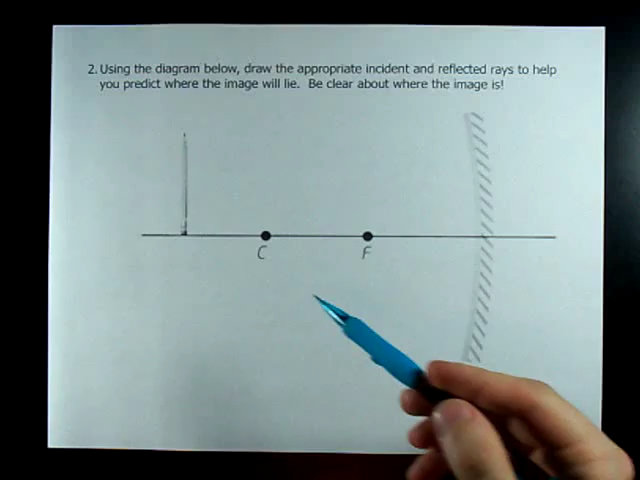 2. Using the diagram below, draw the appropriate incident and reflected rays to help
you predict where the image will lie. Be clear about where the image is!
C F